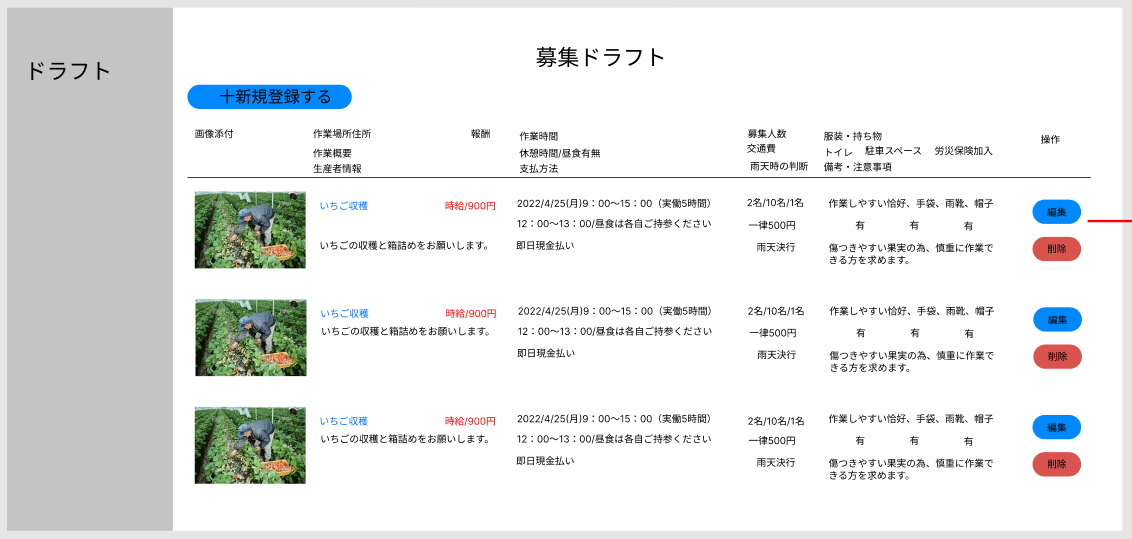 ドラフト
募集ドラフト
十新規登録する
画像添付
作業場所住所
報酬
作業概要
生産者情報
作業時間
休憩時間/昼食有無
支払方法
募集人数
交通費
雨天時の判断
服装・持ち物
トイレ 駐車スペース 労災保険加入
備考・注意事項
操作
いちご収穫 時給/900円
いちごの収穫と箱詰めをお願いします。
2022/4/25(月)9：00〜15：00（実働5時間）
12：00〜13：00/昼食は各自ご持参ください
即日現金払い
2名/10名/1名
一律500円
雨天決行
作業しやすい恰好、手袋、雨靴、帽子
有 有 有
傷つきやすい果実の為、慎重に作業で
きる方を求めます。
編集
削除
いちご収穫 時給/900円
いちごの収穫と箱詰めをお願いします。
2022/4/25(月)9：00〜15：00（実働5時間）
12：00〜13：00/昼食は各自ご持参ください
即日現金払い
2名/10名/1名
一律500円
雨天決行
作業しやすい恰好、手袋、雨靴、帽子
有 有 有
傷つきやすい果実の為、慎重に作業で
きる方を求めます。
編集
削除
いちご収穫 時給/900円
いちごの収穫と箱詰めをお願いします。
2022/4/25(月)9：00〜15：00（実働5時間）
12：00〜13：00/昼食は各自ご持参ください
即日現金払い
2名/10名/1名
一律500円
雨天決行
作業しやすい恰好、手袋、雨靴、帽子
有 有 有
傷つきやすい果実の為、慎重に作業で
きる方を求めます。
編集
削除